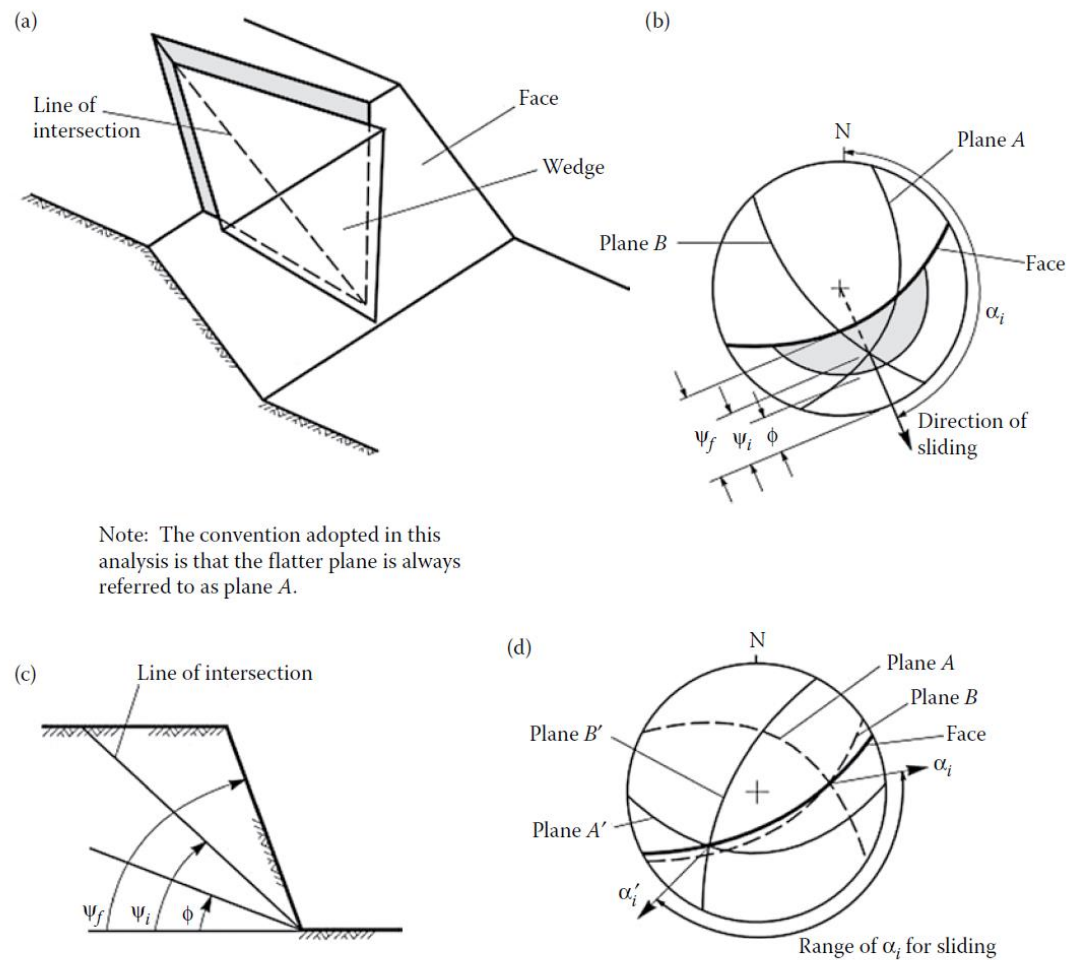 (a)
Line of
intersection
Face
Wedge
(b)
N
Plane A
Plane B
Face
αi
ψf ψi ϕ
Direction of
sliding
Note: The convention adopted in this
analysis is that the flatter plane is always
referred to as plane A.
(c)
Line of intersection
ψf ψi ϕ
(d)
N
Plane A
Plane B
Plane B′
Face
αi
Plane A′
αi′
Range of αi for sliding